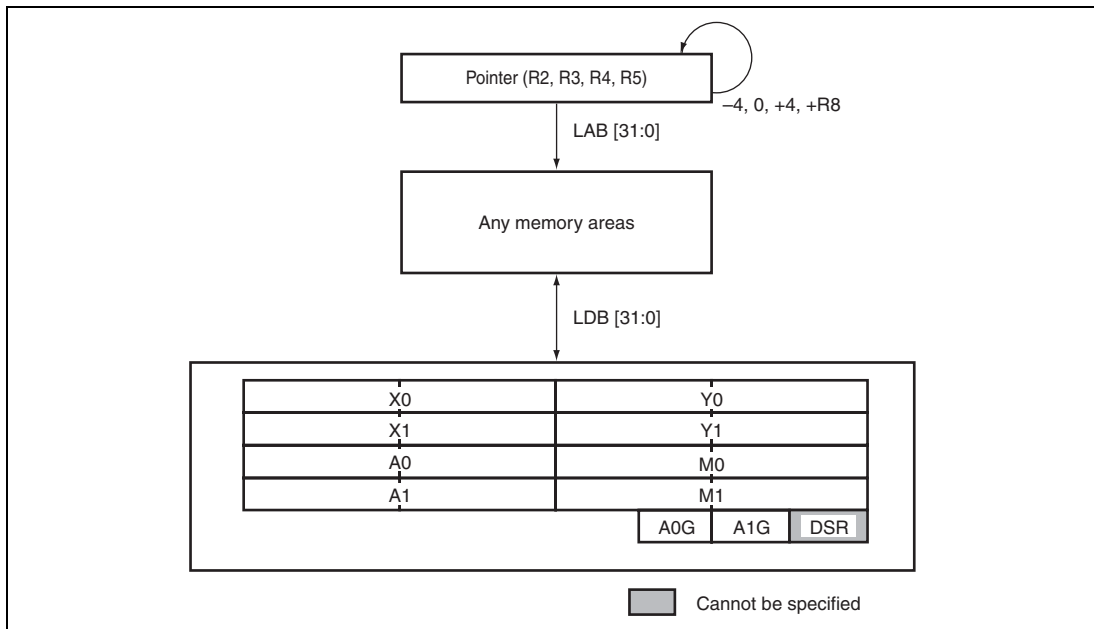 Pointer (R2, R3, R4, R5)
–4, 0, +4, +R8
LAB [31:0]
Any memory areas
LDB [31:0]
X0 Y0
X1 Y1
A0 M0
A1 M1
A0G A1G DSR
Cannot be specified